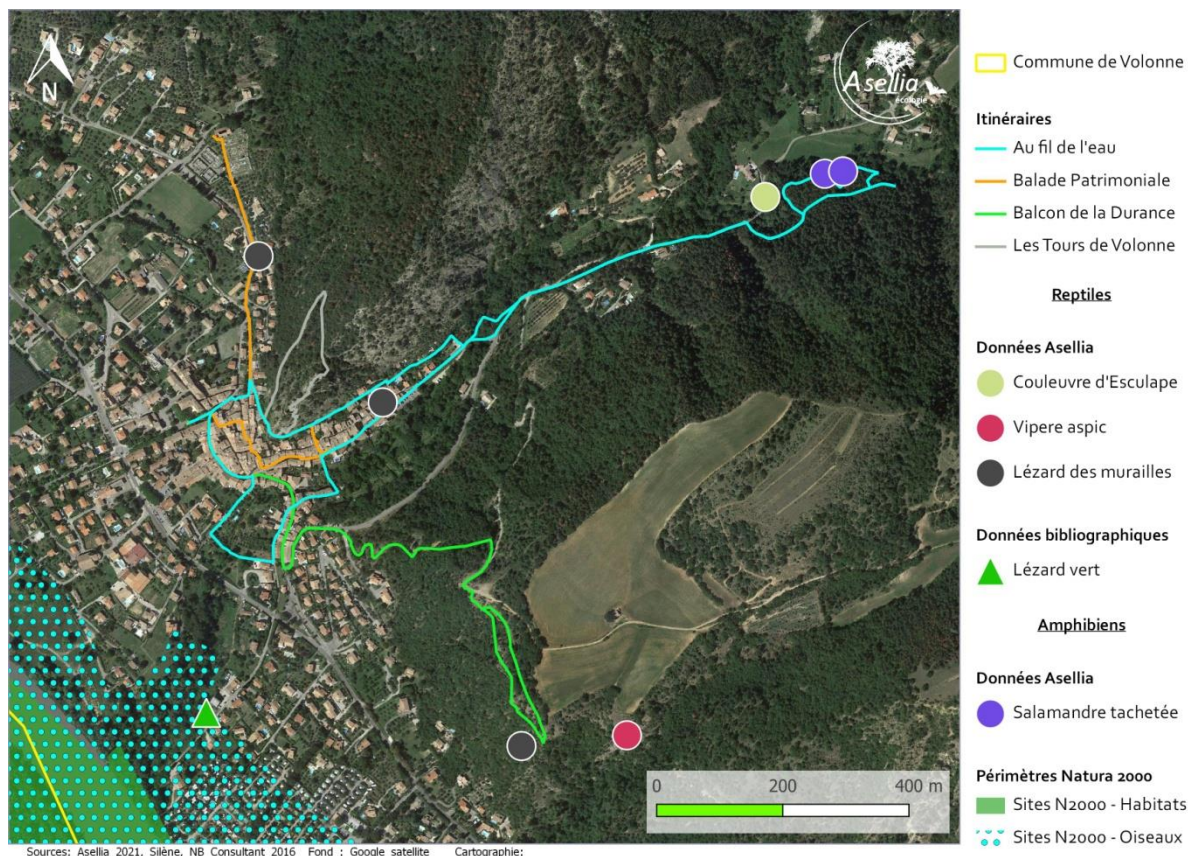 N
Asellia
écologie
Commune de Volonne
Itinéraires
Au fil de l'eau
Balade Patrimoniale
Balcon de la Durance
Les Tours de Volonne
Reptiles
Données Asellia
Couleuvre d'Esculape
Vipere aspic
Lézard des murailles
Données bibliographiques
Lézard vert
Amphibiens
Données Asellia
Salamandre tachetée
Périmètres Natura 2000
Sites N2000 - Habitats
Sites N2000 - Oiseaux
0 200 400 m
Sources: Asellia 2021, Silène, NB Consultant 2016 Fond : Google satellite Cartographie: